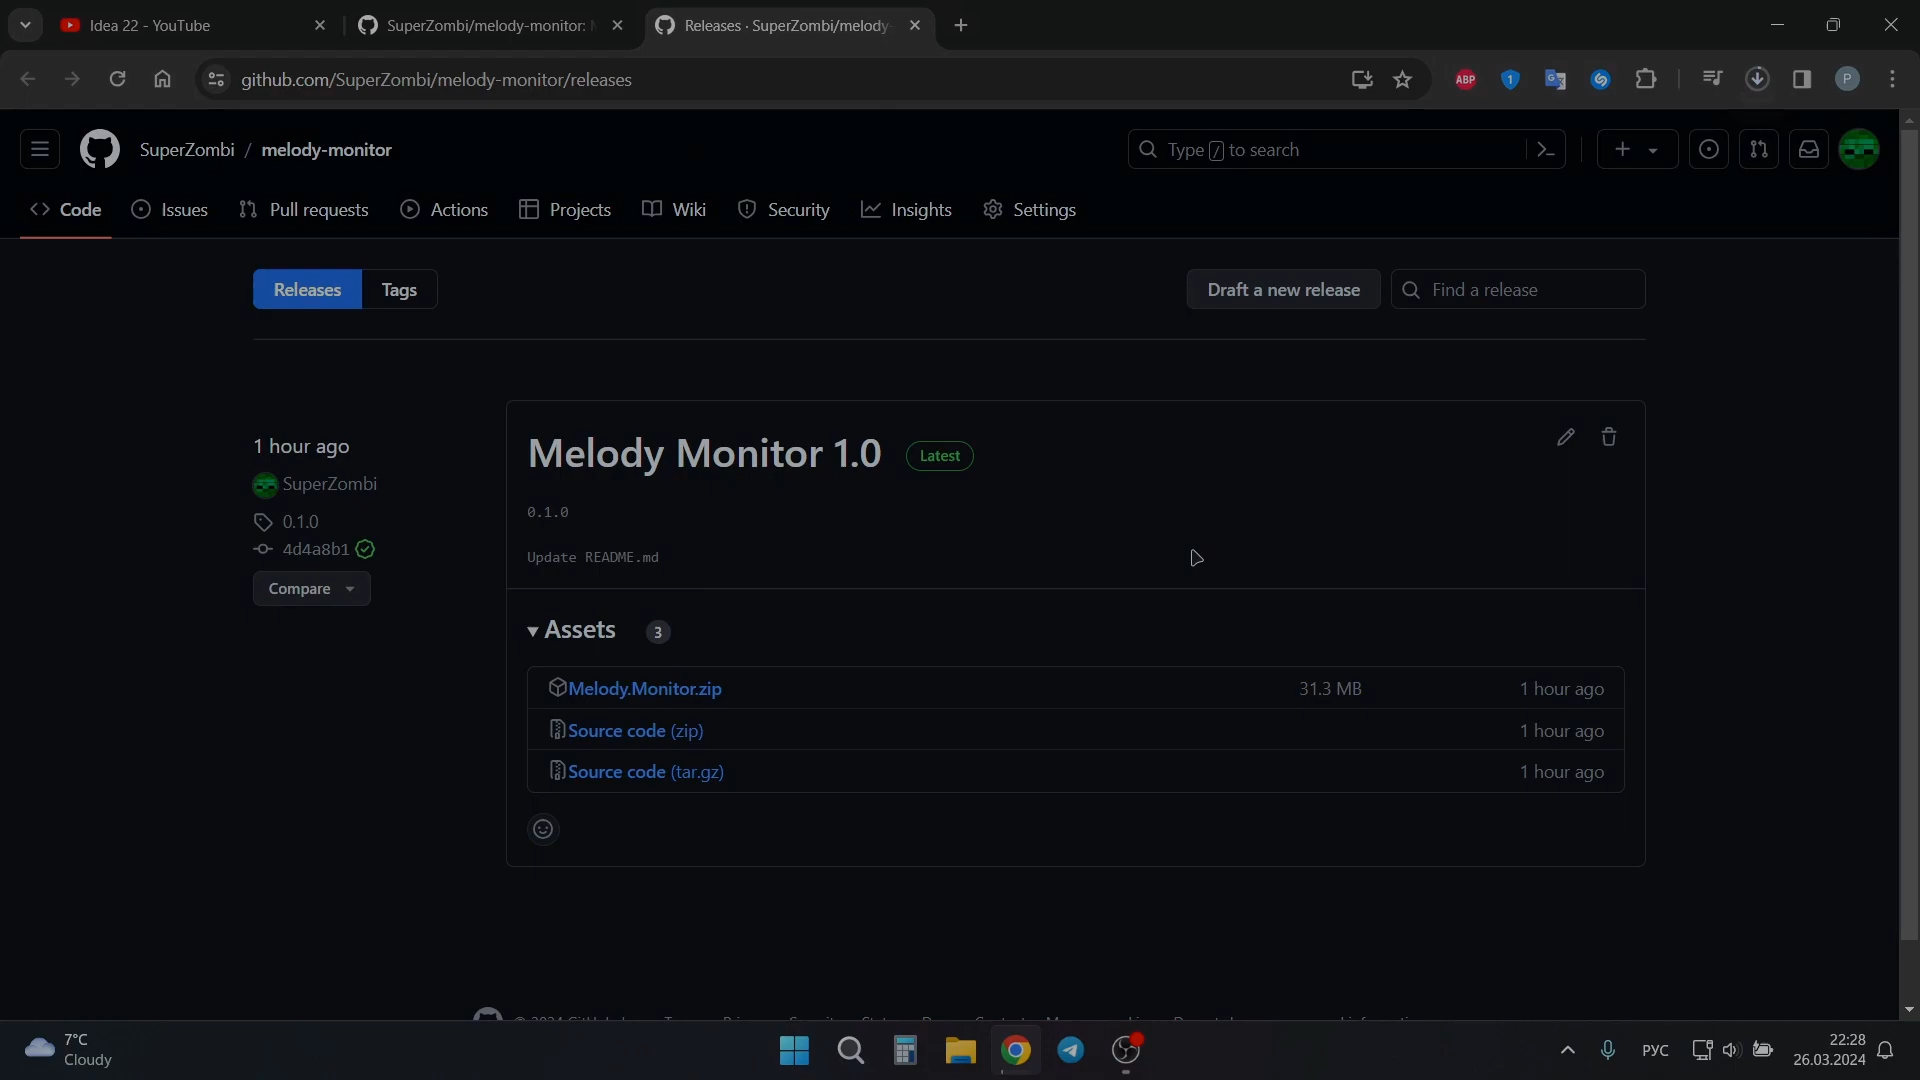 Idea 22 - YouTube
SuperZombi/melody-monitor:
Releases · SuperZombi/melody-
github.com/SuperZombi/melody-monitor/releases
ABP
1
P
SuperZombi / melody-monitor
Type / to search
Code
Issues
Pull requests
Actions
Projects
Wiki
Security
Insights
Settings
Releases
Tags
Draft a new release
Find a release
1 hour ago
SuperZombi
0.1.0
4d4a8b1
Compare
Melody Monitor 1.0
Latest
0.1.0
Update README.md
Assets 3
Melody.Monitor.zip 31.3 MB 1 hour ago
Source code (zip) 1 hour ago
Source code (tar.gz) 1 hour ago
7°C
Cloudy
РУС
22:28
26.03.2024